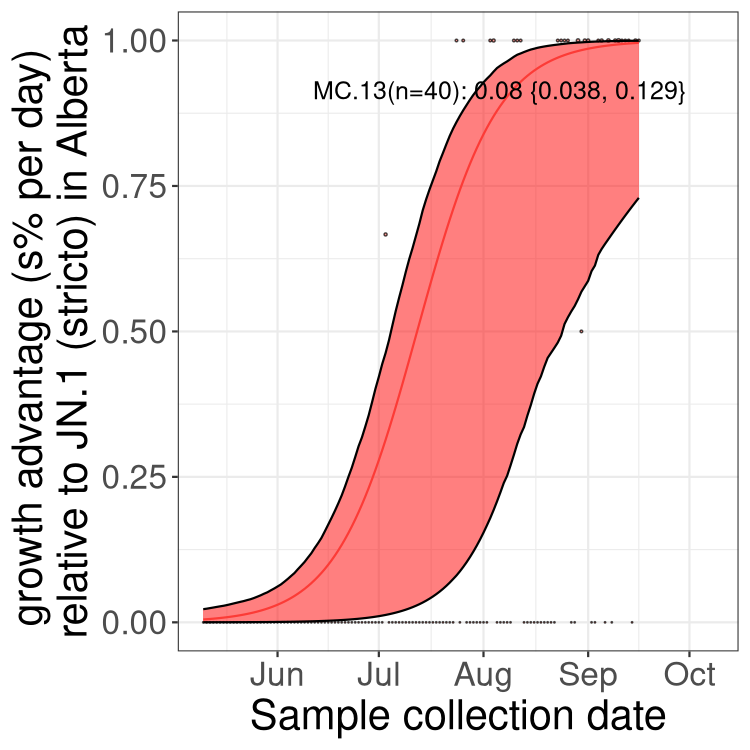 growth advantage (s% per day)
relative to JN.1 (stricto) in Alberta
1.00
0.75
0.50
0.25
0.00
MC.13(n=40): 0.08 {0.038, 0.129}
Jun Jul Aug Sep Oct
Sample collection date